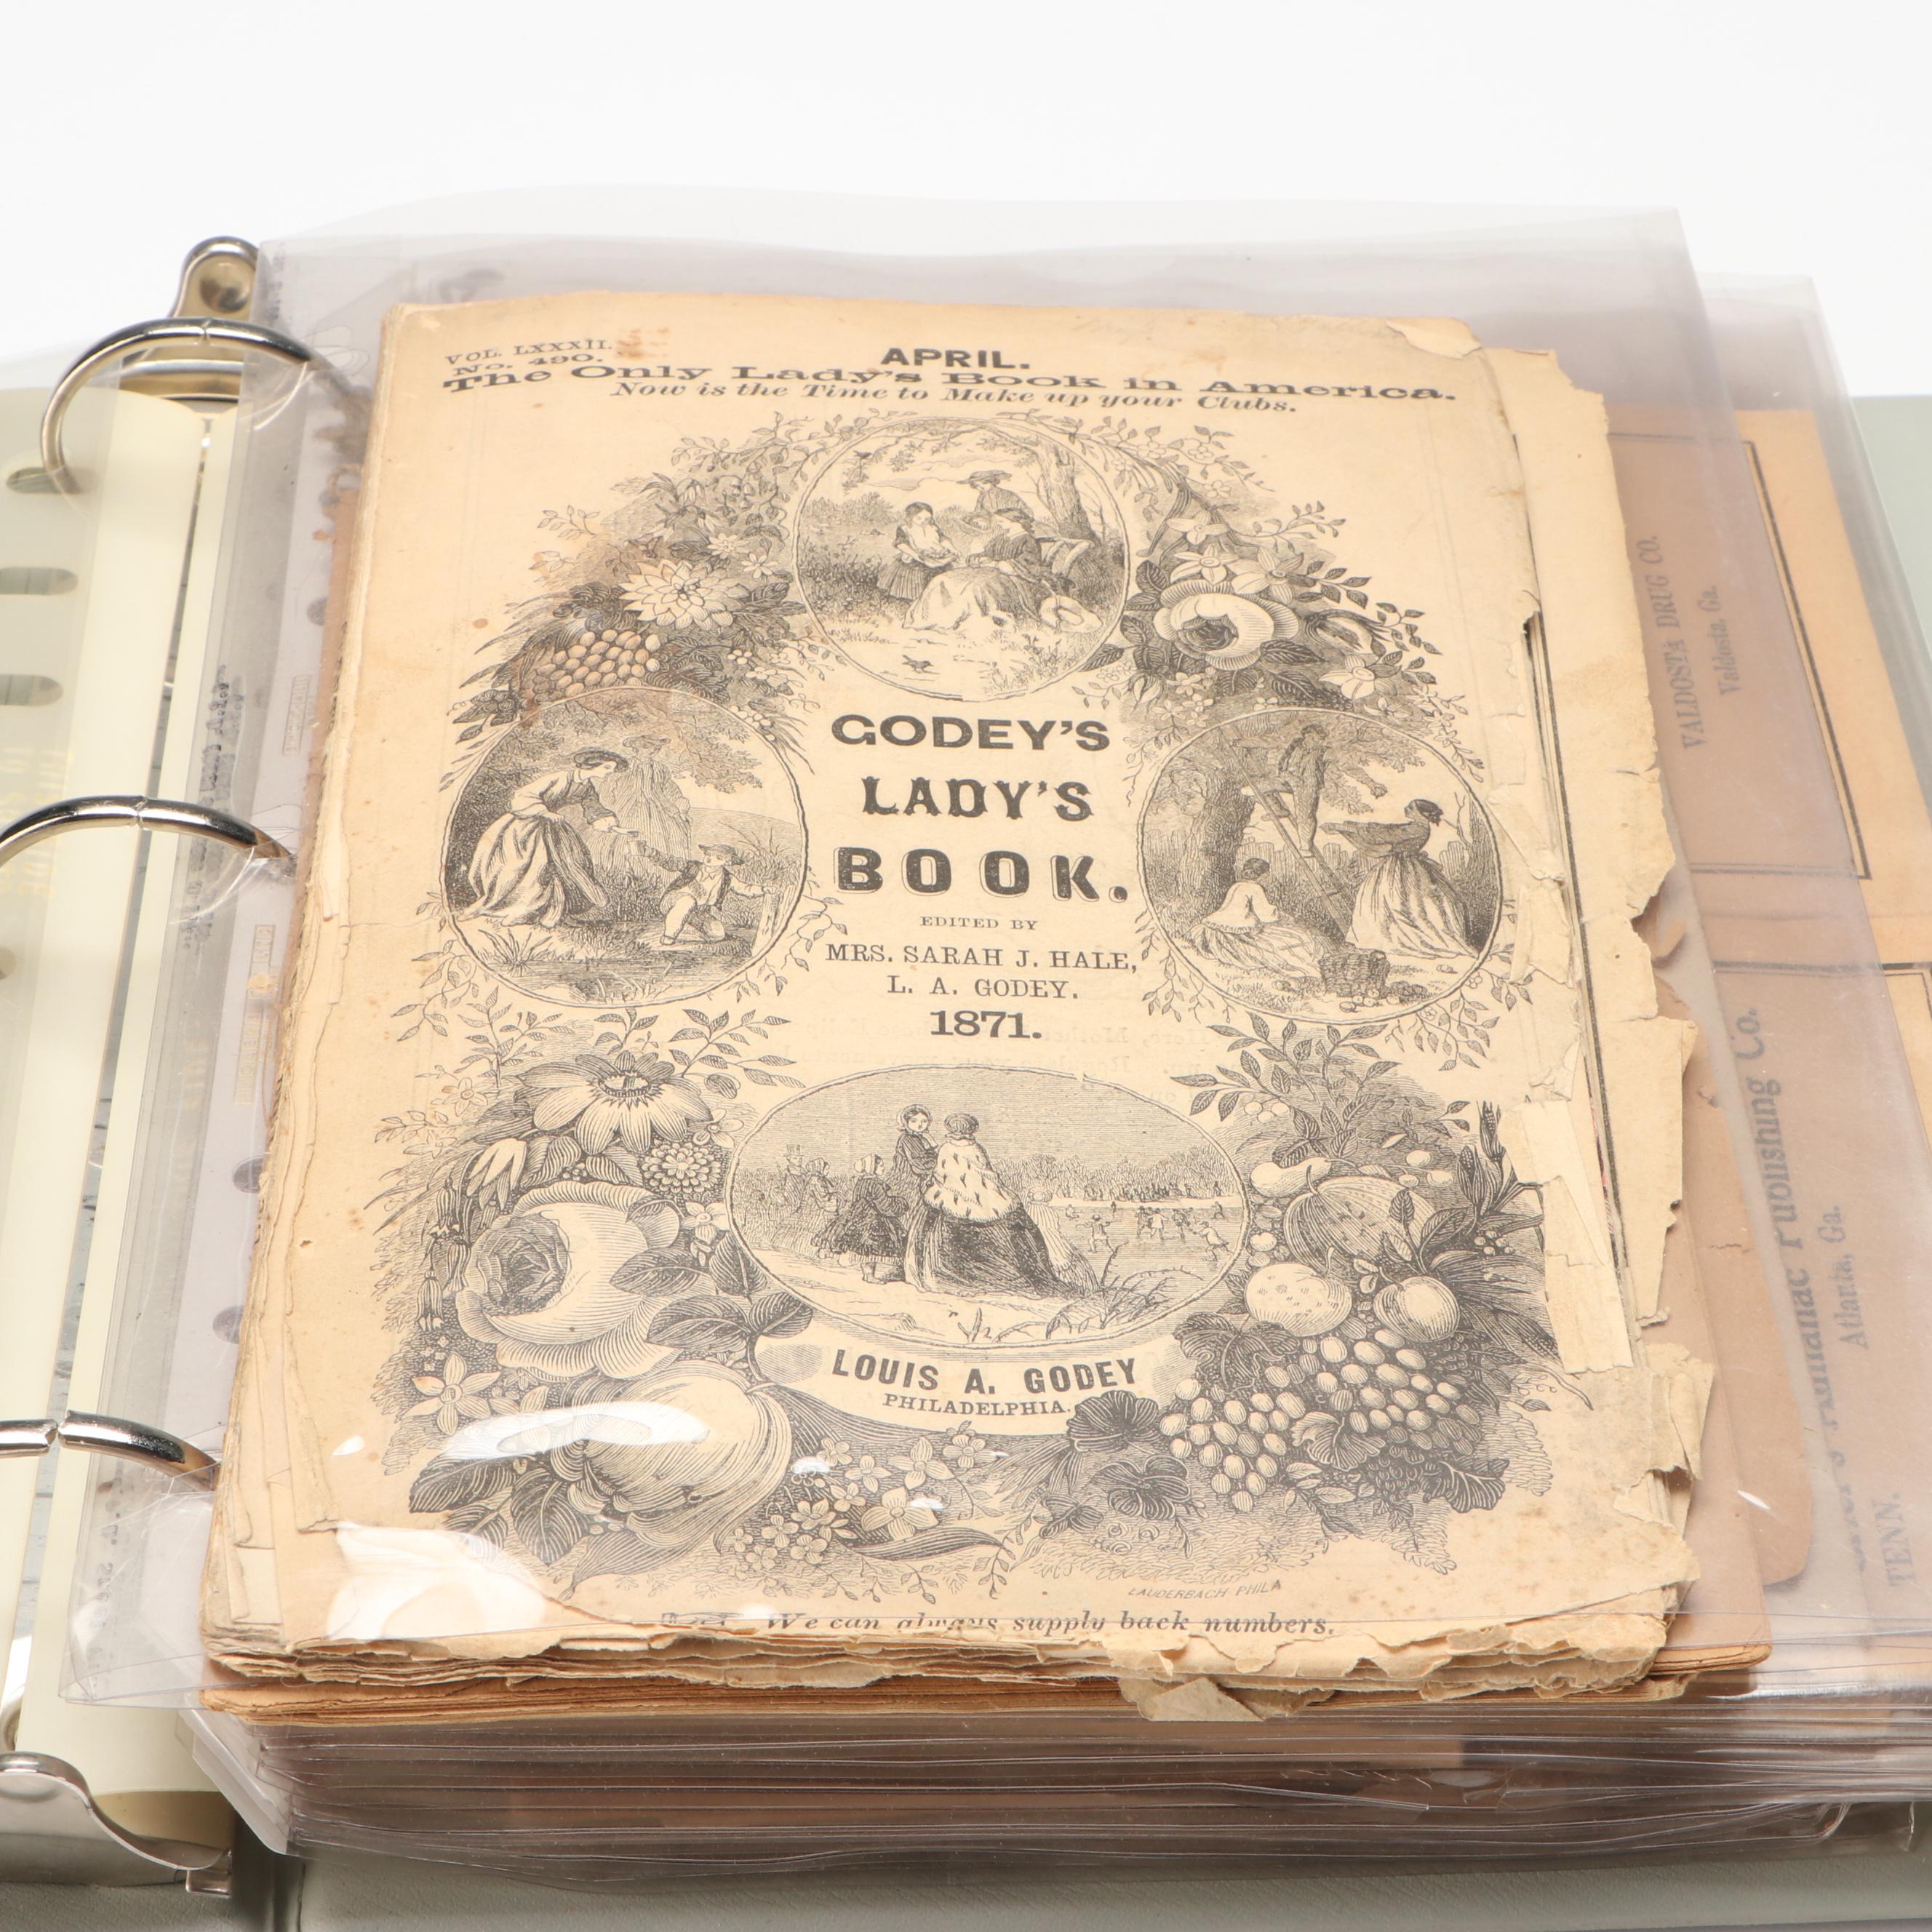 VOL. LXXXII.
No. 490.
APRIL.
The Only Lady's Book in America.
Now is the Time to Make up your Clubs.
GODEY'S
LADY'S
BOOK.
EDITED BY
MRS. SARAH J. HALE,
L. A. GODEY.
1871.
LOUIS A. GODEY
PHILADELPHIA.
LAUDERBACH PHILA
We can always supply back numbers.
VALDOSTA DRUG CO.
Valdosta, Ga.
Publishing Co.
Atlanta, Ga.
TENN.